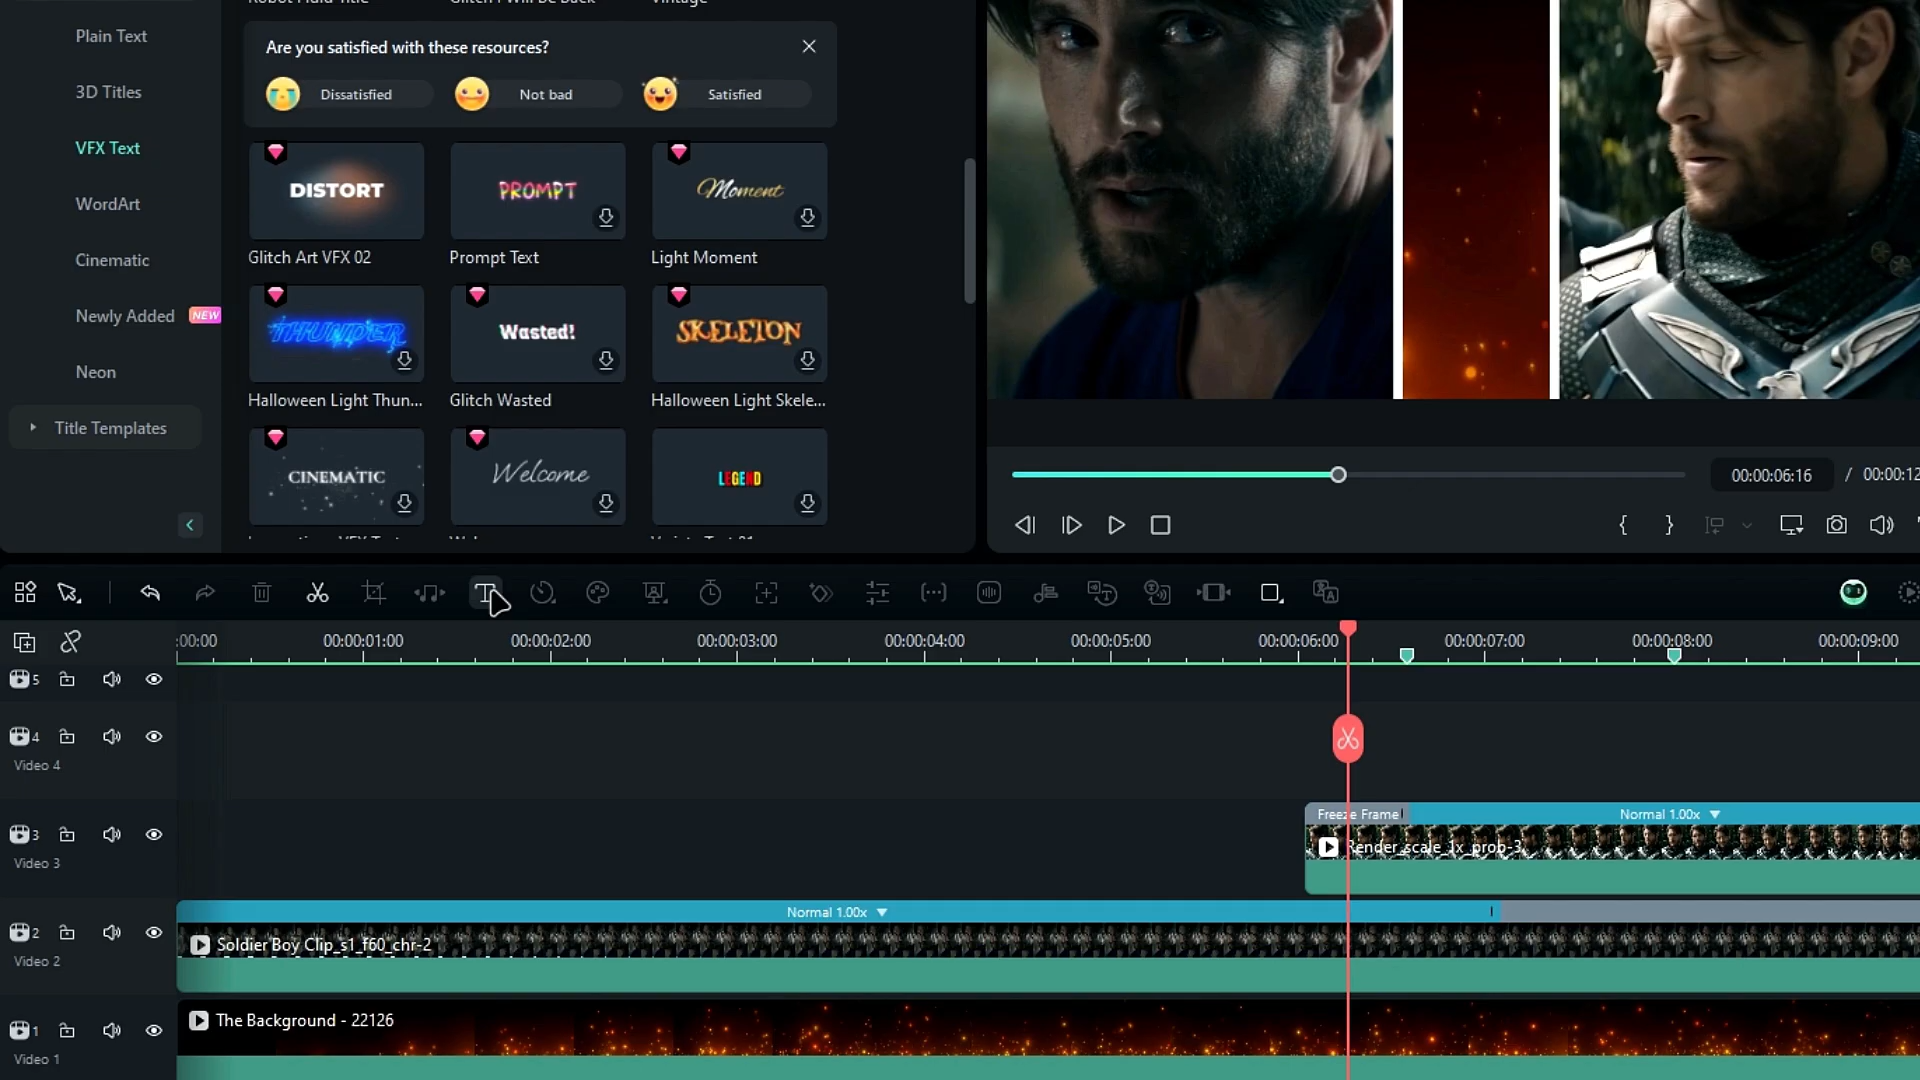 Plain Text
3D Titles
VFX Text
WordArt
Cinematic
Newly Added NEW
Neon
Title Templates
Are you satisfied with these resources?
Dissatisfied
Not bad
Satisfied
DISTORT
PROMPT
Moment
Glitch Art VFX 02
Prompt Text
Light Moment
THUNDER
Wasted!
SKELETON
Halloween Light Thun...
Glitch Wasted
Halloween Light Skele...
CINEMATIC
Welcome
LEGEND
00:00:06:16 / 00:00:12
:00:00 00:00:01:00 00:00:02:00 00:00:03:00 00:00:04:00 00:00:05:00 00:00:06:00 00:00:07:00 00:00:08:00 00:00:09:00
5
4
Video 4
3
Video 3
Freeze Frame
Normal 1.00x
Render_scale_1x_prob-3
2
Video 2
Normal 1.00x
Soldier Boy Clip_s1_f60_chr-2
1
Video 1
The Background - 22126